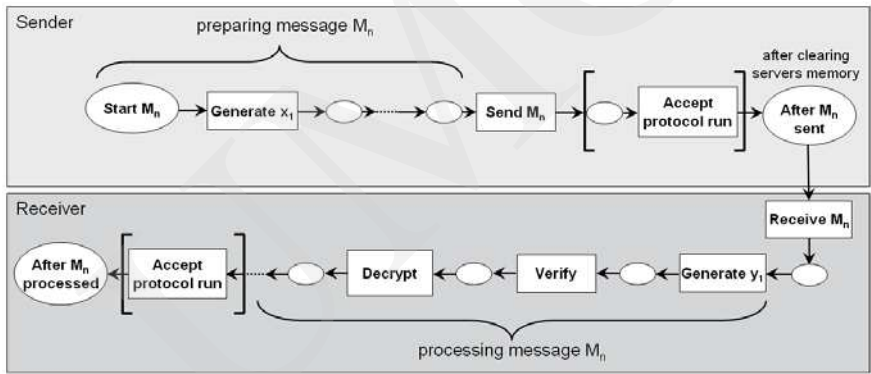 Sender
preparing message Mn
after clearing
servers memory
Start Mn
Generate x1
Send Mn
Accept
protocol run
After Mn
sent
Receiver
Receive Mn
Generate y1
Verify
Decrypt
Accept
protocol run
After Mn
processed
processing message Mn